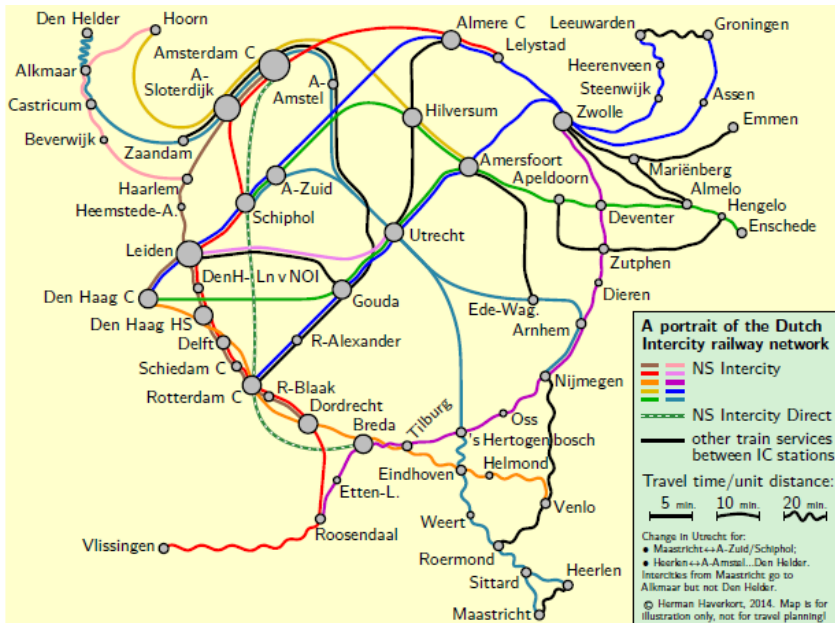 Den Helder
Hoorn
Almere C
Leeuwarden
Groningen
Amsterdam C
Lelystad
A-
Sloterdijk
Alkmaar
A-
Amstel
Heerenveen
Castricum
Steenwijk
Assen
Hilversum
Zwolle
Emmen
Beverwijk
Zaandam
Amersfoort
Mariënberg
Haarlem
A-Zuid
Apeldoorn
Almelo
Heemstede-A.
Schiphol
Deventer
Hengelo
Enschede
Leiden
Utrecht
Zutphen
DenH- Ln v NOI
Den Haag C
Gouda
Ede-Wag.
Dieren
Den Haag HS
Arnhem
Delft
R-Alexander
Schiedam C
Nijmegen
Rotterdam C
R-Blaak
Dordrecht
Breda
Tilburg
Oss
's Hertogenbosch
Eindhoven
Helmond
Etten-L.
Venlo
Weert
Roosendaal
Vlissingen
Roermond
Sittard
Heerlen
Maastricht
A portrait of the Dutch
Intercity railway network
NS Intercity
NS Intercity Direct
other train services
between IC stations
Travel time/unit distance:
5 min. 10 min. 20 min.
Change in Utrecht for:
• Maastricht↔A-Zuid/Schiphol;
• Heerlen↔A-Amstel...Den Helder.
Intercities from Maastricht go to
Alkmaar but not Den Helder.
© Herman Haverkort, 2014. Map is for
illustration only, not for travel planning!